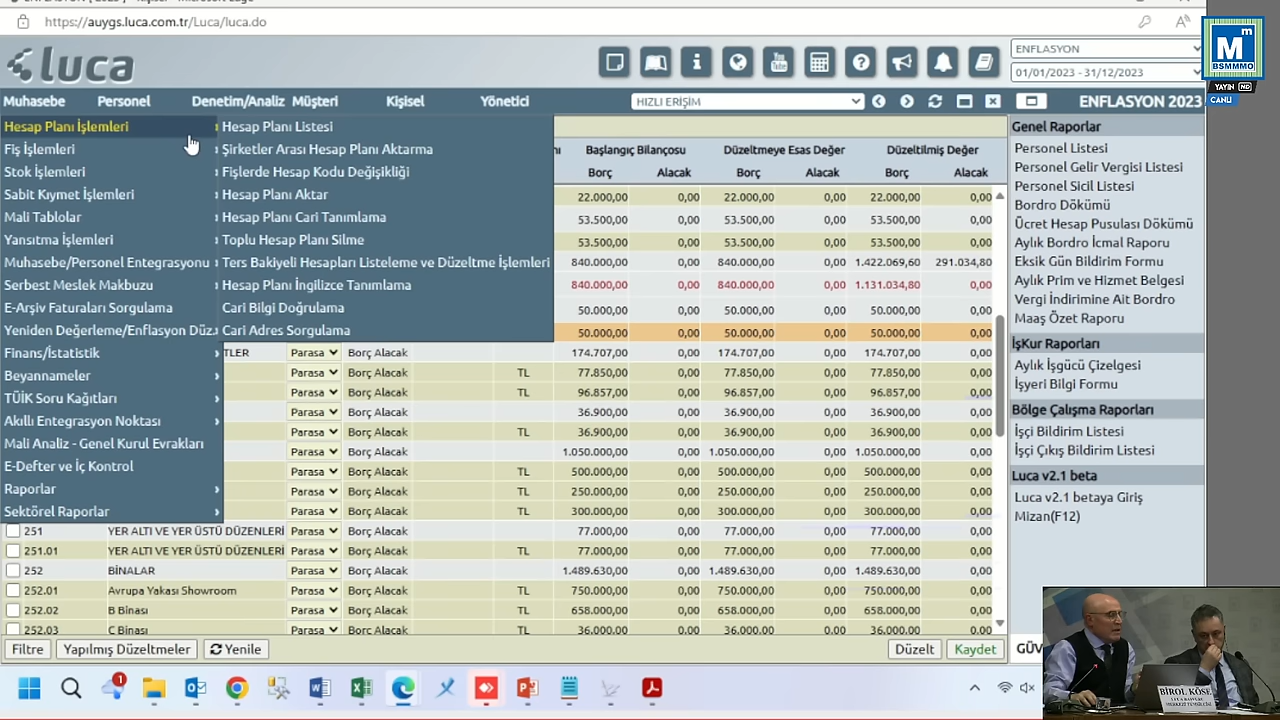 https://auygs.luca.com.tr/Luca/luca.do
luca
ENFLASYON
01/01/2023 - 31/12/2023
M m
BSMMMO
YAYIN HD
CANLI
Muhasebe Personel Denetim/Analiz Müşteri Kişisel Yönetici HIZLI ERİŞİM ENFLASYON 2023
Hesap Planı İşlemleri
Fiş İşlemleri
Stok İşlemleri
Sabit Kıymet İşlemleri
Mali Tablolar
Yansıtma İşlemleri
Muhasebe/Personel Entegrasyonu
Serbest Meslek Makbuzu
E-Arşiv Faturaları Sorgulama
Yeniden Değerleme/Enflasyon Düz.
Finans/İstatistik
Beyannameler
TÜİK Soru Kağıtları
Akıllı Entegrasyon Noktası
Mali Analiz - Genel Kurul Evrakları
E-Defter ve İç Kontrol
Raporlar
Sektörel Raporlar
Hesap Planı Listesi
Şirketler Arası Hesap Planı Aktarma
Fişlerde Hesap Kodu Değişikliği
Hesap Planı Aktar
Hesap Planı Cari Tanımlama
Toplu Hesap Planı Silme
Ters Bakiyeli Hesapları Listeleme ve Düzeltme İşlemleri
Hesap Planı İngilizce Tanımlama
Cari Bilgi Doğrulama
Cari Adres Sorgulama
Başlangıç Bilançosu Düzeltmeye Esas Değer Düzeltilmiş Değer
Borç Alacak Borç Alacak Borç Alacak
22.000,00 0,00 22.000,00 0,00 22.000,00 0,00
53.500,00 0,00 53.500,00 0,00 53.500,00 0,00
53.500,00 0,00 53.500,00 0,00 53.500,00 0,00
840.000,00 0,00 840.000,00 0,00 1.422.069,60 291.034,80
840.000,00 0,00 840.000,00 0,00 1.131.034,80 0,00
50.000,00 0,00 50.000,00 0,00 50.000,00 0,00
50.000,00 0,00 50.000,00 0,00 50.000,00 0,00
TLER Parasa Borç Alacak 174.707,00 0,00 174.707,00 0,00 174.707,00 0,00
Parasa Borç Alacak TL 77.850,00 0,00 77.850,00 0,00 77.850,00 0,00
Parasa Borç Alacak TL 96.857,00 0,00 96.857,00 0,00 96.857,00 0,00
Parasa Borç Alacak 36.900,00 0,00 36.900,00 0,00 36.900,00 0,00
Parasa Borç Alacak TL 36.900,00 0,00 36.900,00 0,00 36.900,00 0,00
Parasa Borç Alacak 1.050.000,00 0,00 1.050.000,00 0,00 1.050.000,00 0,00
Parasa Borç Alacak TL 500.000,00 0,00 500.000,00 0,00 500.000,00 0,00
Parasa Borç Alacak TL 250.000,00 0,00 250.000,00 0,00 250.000,00 0,00
Parasa Borç Alacak TL 300.000,00 0,00 300.000,00 0,00 300.000,00 0,00
251 YER ALTI VE YER ÜSTÜ DÜZENLERİ Parasa Borç Alacak 77.000,00 0,00 77.000,00 0,00 77.000,00 0,00
251.01 YER ALTI VE YER ÜSTÜ DÜZENLERİ Parasa Borç Alacak TL 77.000,00 0,00 77.000,00 0,00 77.000,00 0,00
252 BİNALAR Parasa Borç Alacak 1.489.630,00 0,00 1.489.630,00 0,00 1.489.630,00 0,00
252.01 Avrupa Yakası Showroom Parasa Borç Alacak TL 750.000,00 0,00 750.000,00 0,00 750.000,00 0,00
252.02 B Binası Parasa Borç Alacak TL 658.000,00 0,00 658.000,00 0,00 658.000,00 0,00
252.03 C Binası Parasa Borç Alacak TL 36.000,00 0,00 36.000,00 0,00 36.000,00 0,00
Filtre Yapılmış Düzeltmeler Yenile Düzelt Kaydet
Genel Raporlar
Personel Listesi
Personel Gelir Vergisi Listesi
Personel Sicil Listesi
Bordro Dökümü
Ücret Hesap Pusulası Dökümü
Aylık Bordro İcmal Raporu
Eksik Gün Bildirim Formu
Aylık Prim ve Hizmet Belgesi
Vergi İndirimine Ait Bordro
Maaş Özet Raporu
İşKur Raporları
Aylık İşgücü Çizelgesi
İşyeri Bilgi Formu
Bölge Çalışma Raporları
İşçi Bildirim Listesi
İşçi Çıkış Bildirim Listesi
Luca v2.1 beta
Luca v2.1 betaya Giriş
Mizan(F12)
GÜV
BİROL KÖSE